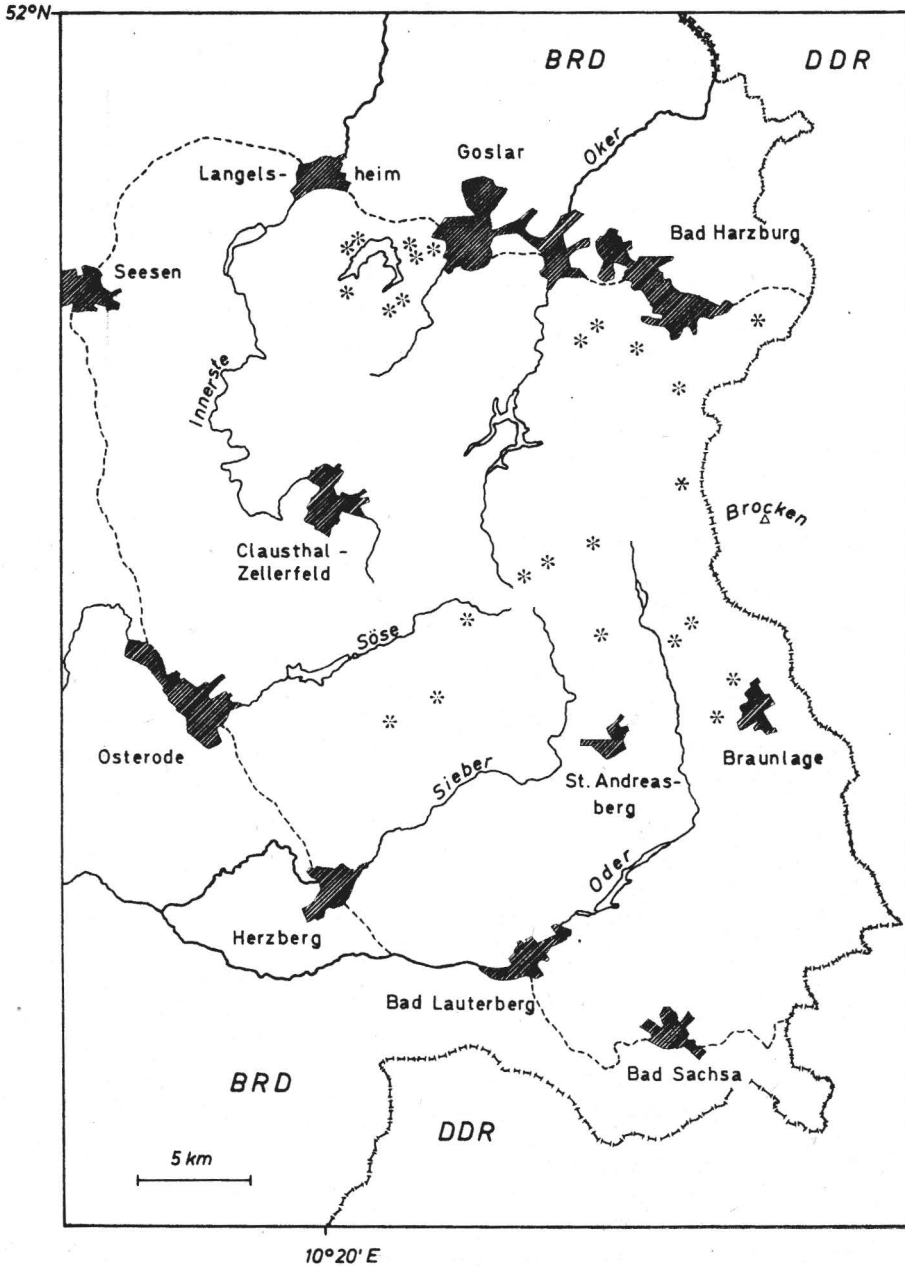 52°N
BRD
DDR
Oker
Goslar
Langels- heim
Bad Harzburg
Seesen
Innerste
Brocken
Clausthal -
Zellerfeld
Söse
Osterode
Sieber
St. Andreas-
berg
Braunlage
Oder
Herzberg
Bad Lauterberg
Bad Sachsa
BRD
DDR
5 km
10°20' E